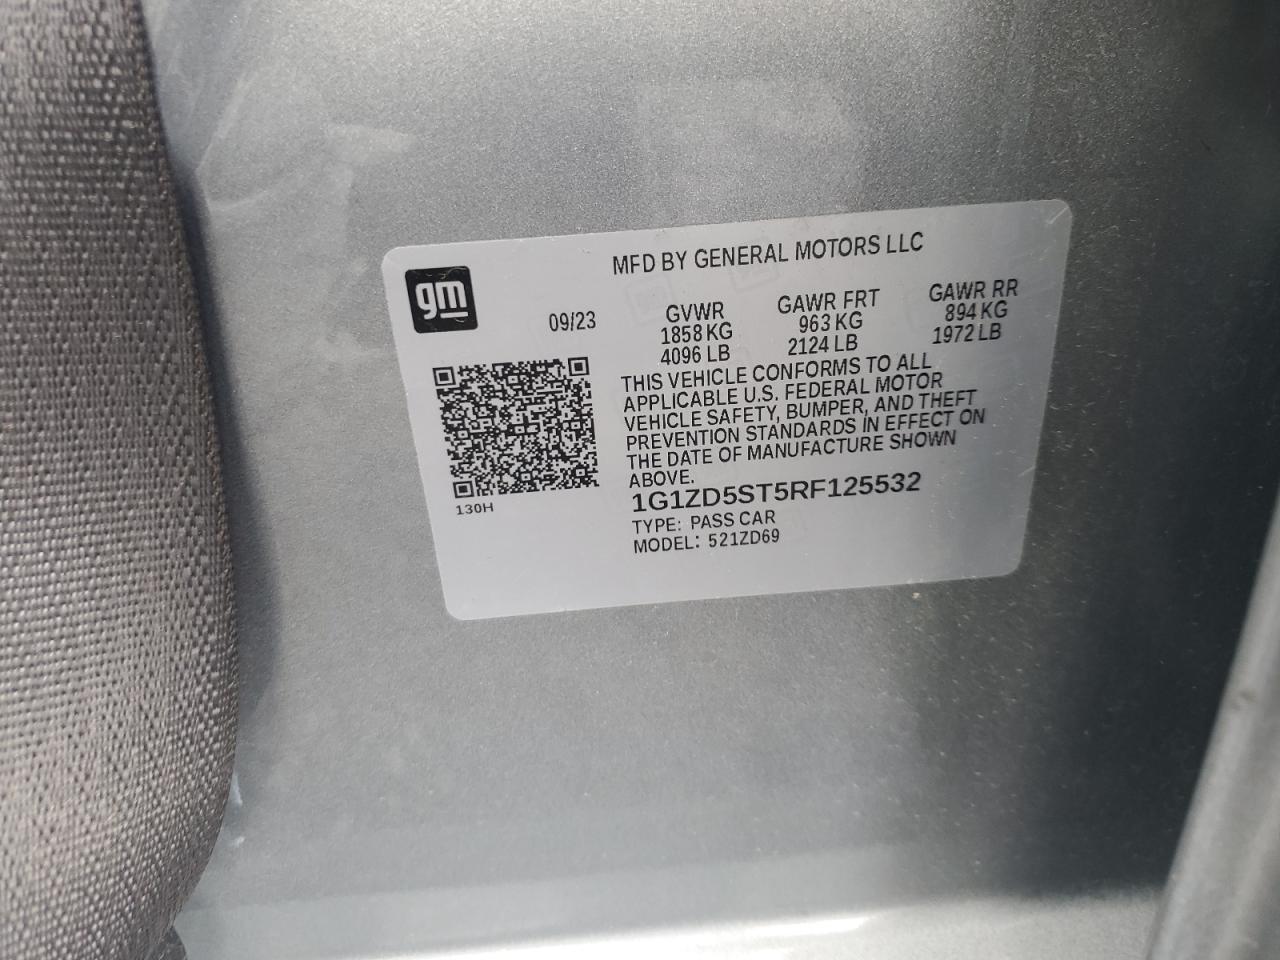 MFD BY GENERAL MOTORS LLC
gm
09/23
GVWR
1858 KG
4096 LB
GAWR FRT
963 KG
2124 LB
GAWR RR
894 KG
1972 LB
THIS VEHICLE CONFORMS TO ALL
APPLICABLE U.S. FEDERAL MOTOR
VEHICLE SAFETY, BUMPER, AND THEFT
PREVENTION STANDARDS IN EFFECT ON
THE DATE OF MANUFACTURE SHOWN
ABOVE.
1G1ZD5ST5RF125532
TYPE: PASS CAR
MODEL: 521ZD69
130H